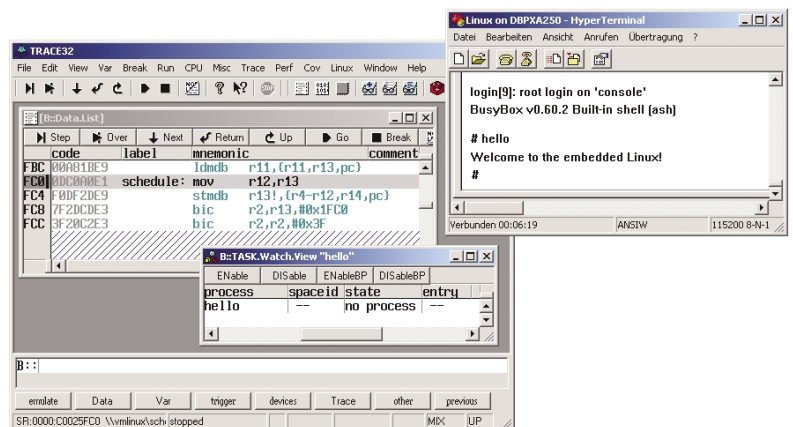 TRACE32
File Edit View Var Break Run CPU Misc Trace Perf Cov Linux Window Help
[B::Data.List]
Step Over Next Return Up Go Break
code label mnemonic comment
FBC 00A81BE9 ldmdb r11,{r11,r13,pc}
FC0 0DC0A0E1 schedule: mov r12,r13
FC4 F0DF2DE9 stmdb r13!,{r4-r12,r14,pc}
FC8 7F2DCDE3 bic r2,r13,#0x1FC0
FCC 3F20C2E3 bic r2,r2,#0x3F
B::TASK.Watch.View "hello"
ENable DISable ENableBP DISableBP
process spaceid state entry
hello -- no process --
B::
emulate Data Var trigger devices Trace other previous
SR:0000:C0025FC0 \\vmlinux\sch stopped MIX UP
Linux on DBPXA250 - HyperTerminal
Datei Bearbeiten Ansicht Anrufen Übertragung ?
login[9]: root login on 'console'
BusyBox v0.60.2 Built-in shell (ash)
# hello
Welcome to the embedded Linux!
#
Verbunden 00:06:19 ANSIW 115200 8-N-1